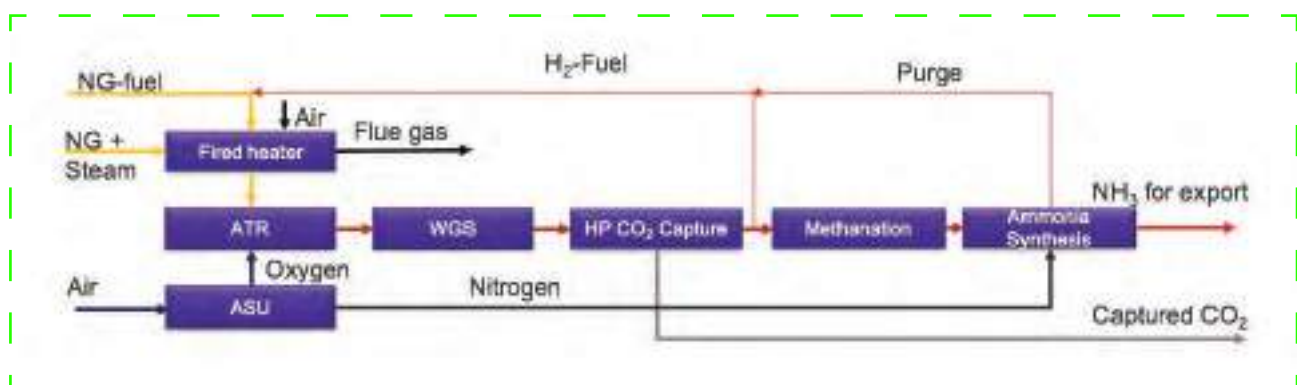 H₂-Fuel
Purge
NG-fuel
Air
Flue gas
NG +
Steam
Fired heater
NH₃ for export
ATR
WGS
HP CO₂ Capture
Methanation
Ammonia
Synthesis
Oxygen
Air
Nitrogen
ASU
Captured CO₂